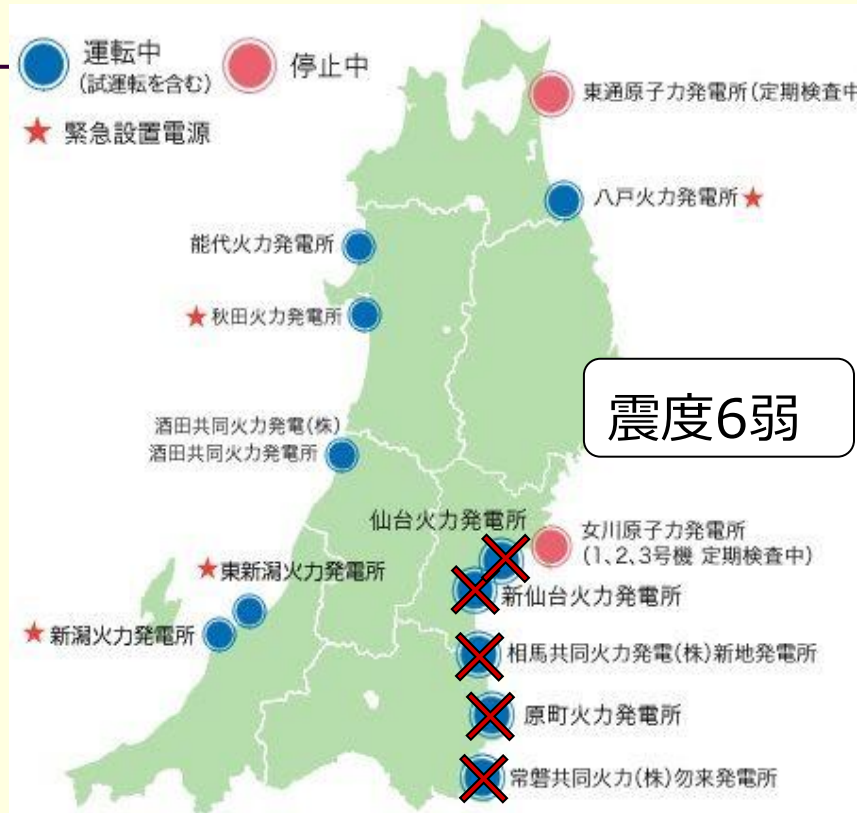 運転中
(試運転を含む)
停止中
★ 緊急設置電源
東通原子力発電所(定期検査中
八戸火力発電所★
能代火力発電所
★秋田火力発電所
震度6弱
酒田共同火力発電(株)
酒田共同火力発電所
仙台火力発電所
女川原子力発電所
(1、2、3号機 定期検査中)
★東新潟火力発電所
新仙台火力発電所
★新潟火力発電所
相馬共同火力発電(株)新地発電所
原町火力発電所
常磐共同火力(株)勿来発電所